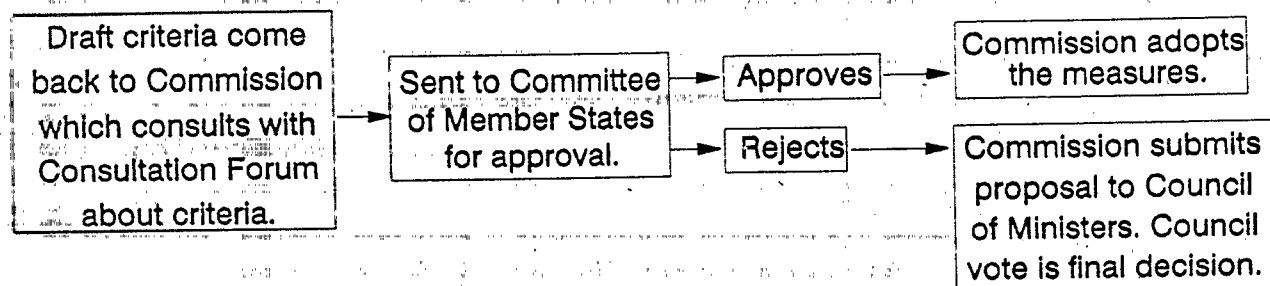 Draft criteria come
back to Commission
which consults with
Consultation Forum
about criteria.
Sent to Committee
of Member States
for approval.
Approves
Commission adopts
the measures.
Rejects
Commission submits
proposal to Council
of Ministers. Council
vote is final decision.